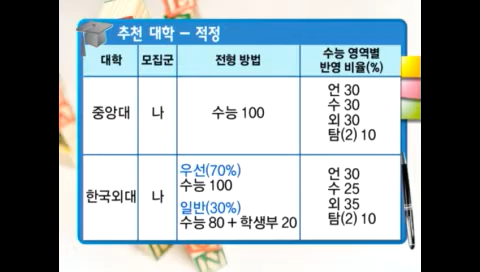 추천 대학 – 적정
대학 모집군 전형 방법 수능 영역별 반영 비율(%)
중앙대 나 수능 100 언 30
수 30
외 30
탐(2) 10
한국외대 나 우선(70%)
수능 100
일반(30%)
수능 80 + 학생부 20
언 30
수 25
외 35
탐(2) 10